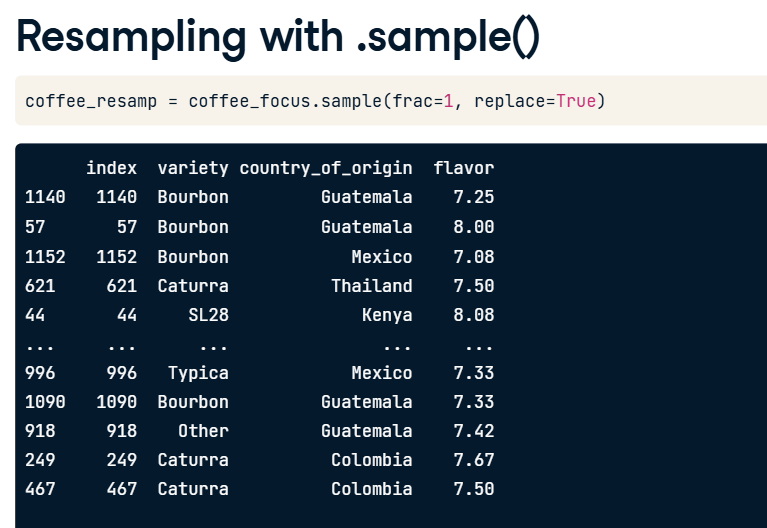 Resampling with .sample()
coffee_resamp = coffee_focus.sample(frac=1, replace=True)
index variety country_of_origin flavor
1140 1140 Bourbon Guatemala 7.25
57 57 Bourbon Guatemala 8.00
1152 1152 Bourbon Mexico 7.08
621 621 Caturra Thailand 7.50
44 44 SL28 Kenya 8.08
... ... ... ... ...
996 996 Typica Mexico 7.33
1090 1090 Bourbon Guatemala 7.33
918 918 Other Guatemala 7.42
249 249 Caturra Colombia 7.67
467 467 Caturra Colombia 7.50